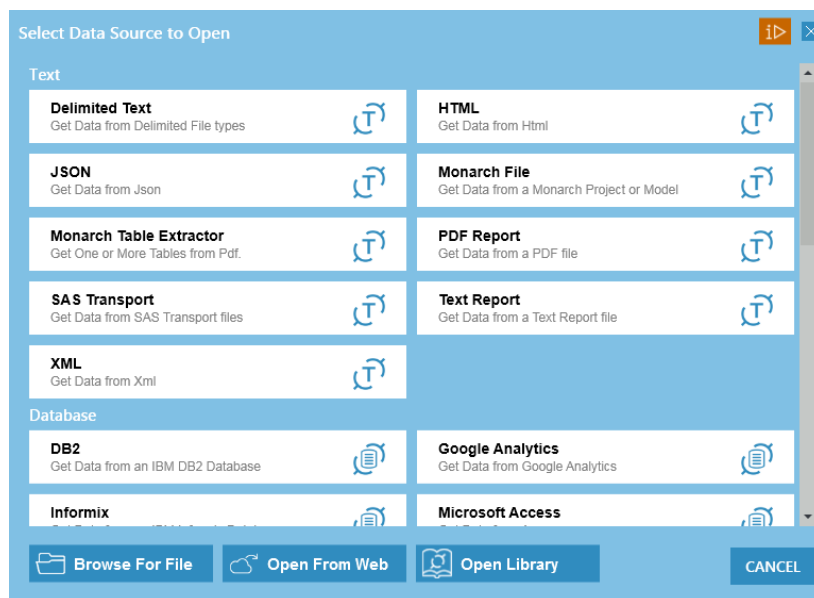 Select Data Source to Open
Text
Delimited Text
Get Data from Delimited File types
HTML
Get Data from Html
JSON
Get Data from Json
Monarch File
Get Data from a Monarch Project or Model
Monarch Table Extractor
Get One or More Tables from Pdf.
PDF Report
Get Data from a PDF file
SAS Transport
Get Data from SAS Transport files
Text Report
Get Data from a Text Report file
XML
Get Data from Xml
Database
DB2
Get Data from an IBM DB2 Database
Google Analytics
Get Data from Google Analytics
Informix
Microsoft Access
Browse For File
Open From Web
Open Library
CANCEL